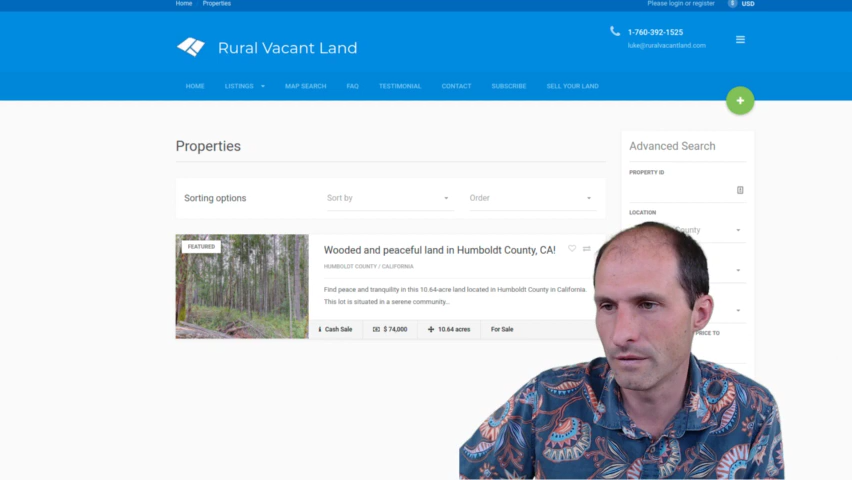 Home / Properties
Please login or register
$ USD
Rural Vacant Land
1-760-392-1525
luke@ruralvacantland.com
HOME LISTINGS MAP SEARCH FAQ TESTIMONIAL CONTACT SUBSCRIBE SELL YOUR LAND
Properties
Sorting options
Sort by
Order
FEATURED
Wooded and peaceful land in Humboldt County, CA!
HUMBOLDT COUNTY / CALIFORNIA
Find peace and tranquility in this 10.64-acre land located in Humboldt County in California.
This lot is situated in a serene community...
Cash Sale
$ 74,000
10.64 acres
For Sale
Advanced Search
PROPERTY ID
LOCATION
County
PRICE TO